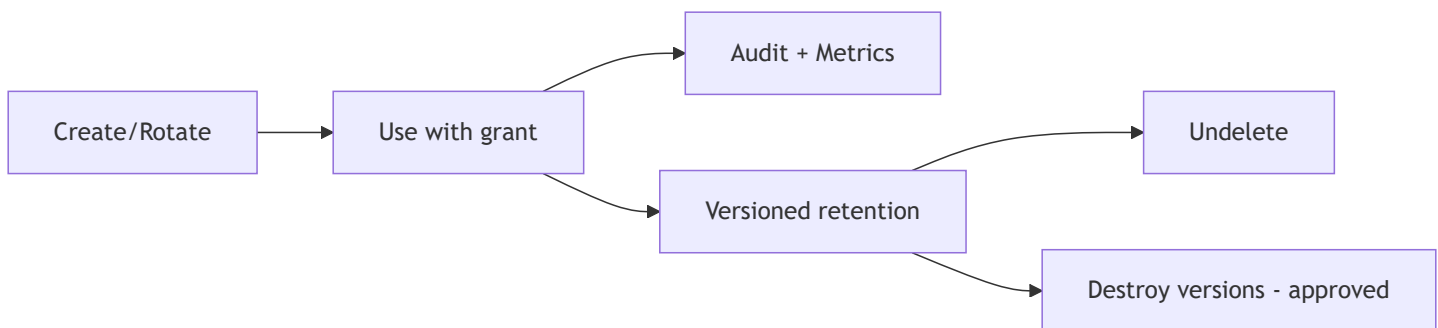 Create/Rotate
Use with grant
Audit + Metrics
Versioned retention
Undelete
Destroy versions - approved